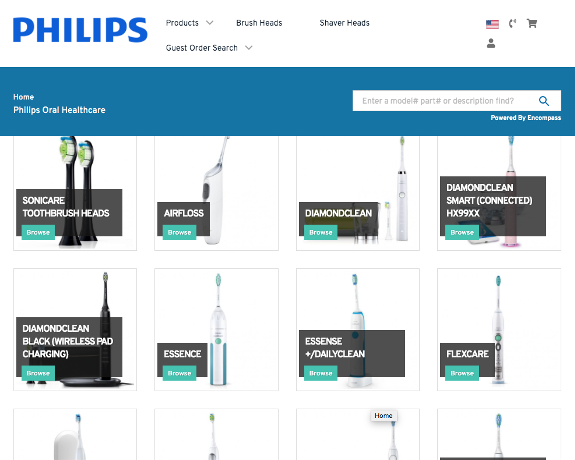 PHILIPS
Products
Brush Heads
Shaver Heads
Guest Order Search
Home
Philips Oral Healthcare
Enter a model# part# or description find?
Powered By Encompass
SONICARE
TOOTHBRUSH HEADS
Browse
AIRFLOSS
Browse
DIAMONDCLEAN
Browse
DIAMONDCLEAN
SMART (CONNECTED)
HX99XX
Browse
DIAMONDCLEAN
BLACK (WIRELESS PAD
CHARGING)
Browse
ESSENCE
Browse
ESSENSE
+/DAILYCLEAN
Browse
FLEXCARE
Browse
Home